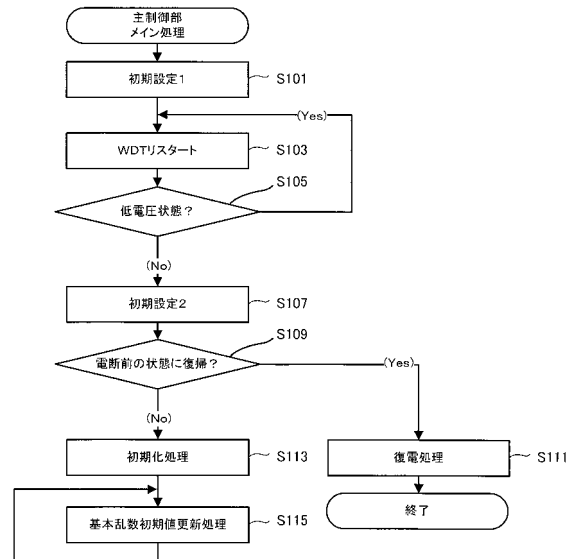 主制御部
メイン処理
初期設定1
S101
(Yes)
WDTリスタート
S103
S105
低電圧状態?
(No)
初期設定2
S107
S109
電断前の状態に復帰?
(Yes)
(No)
初期化処理
S113
復電処理
S111
基本乱数初期値更新処理
S115
終了